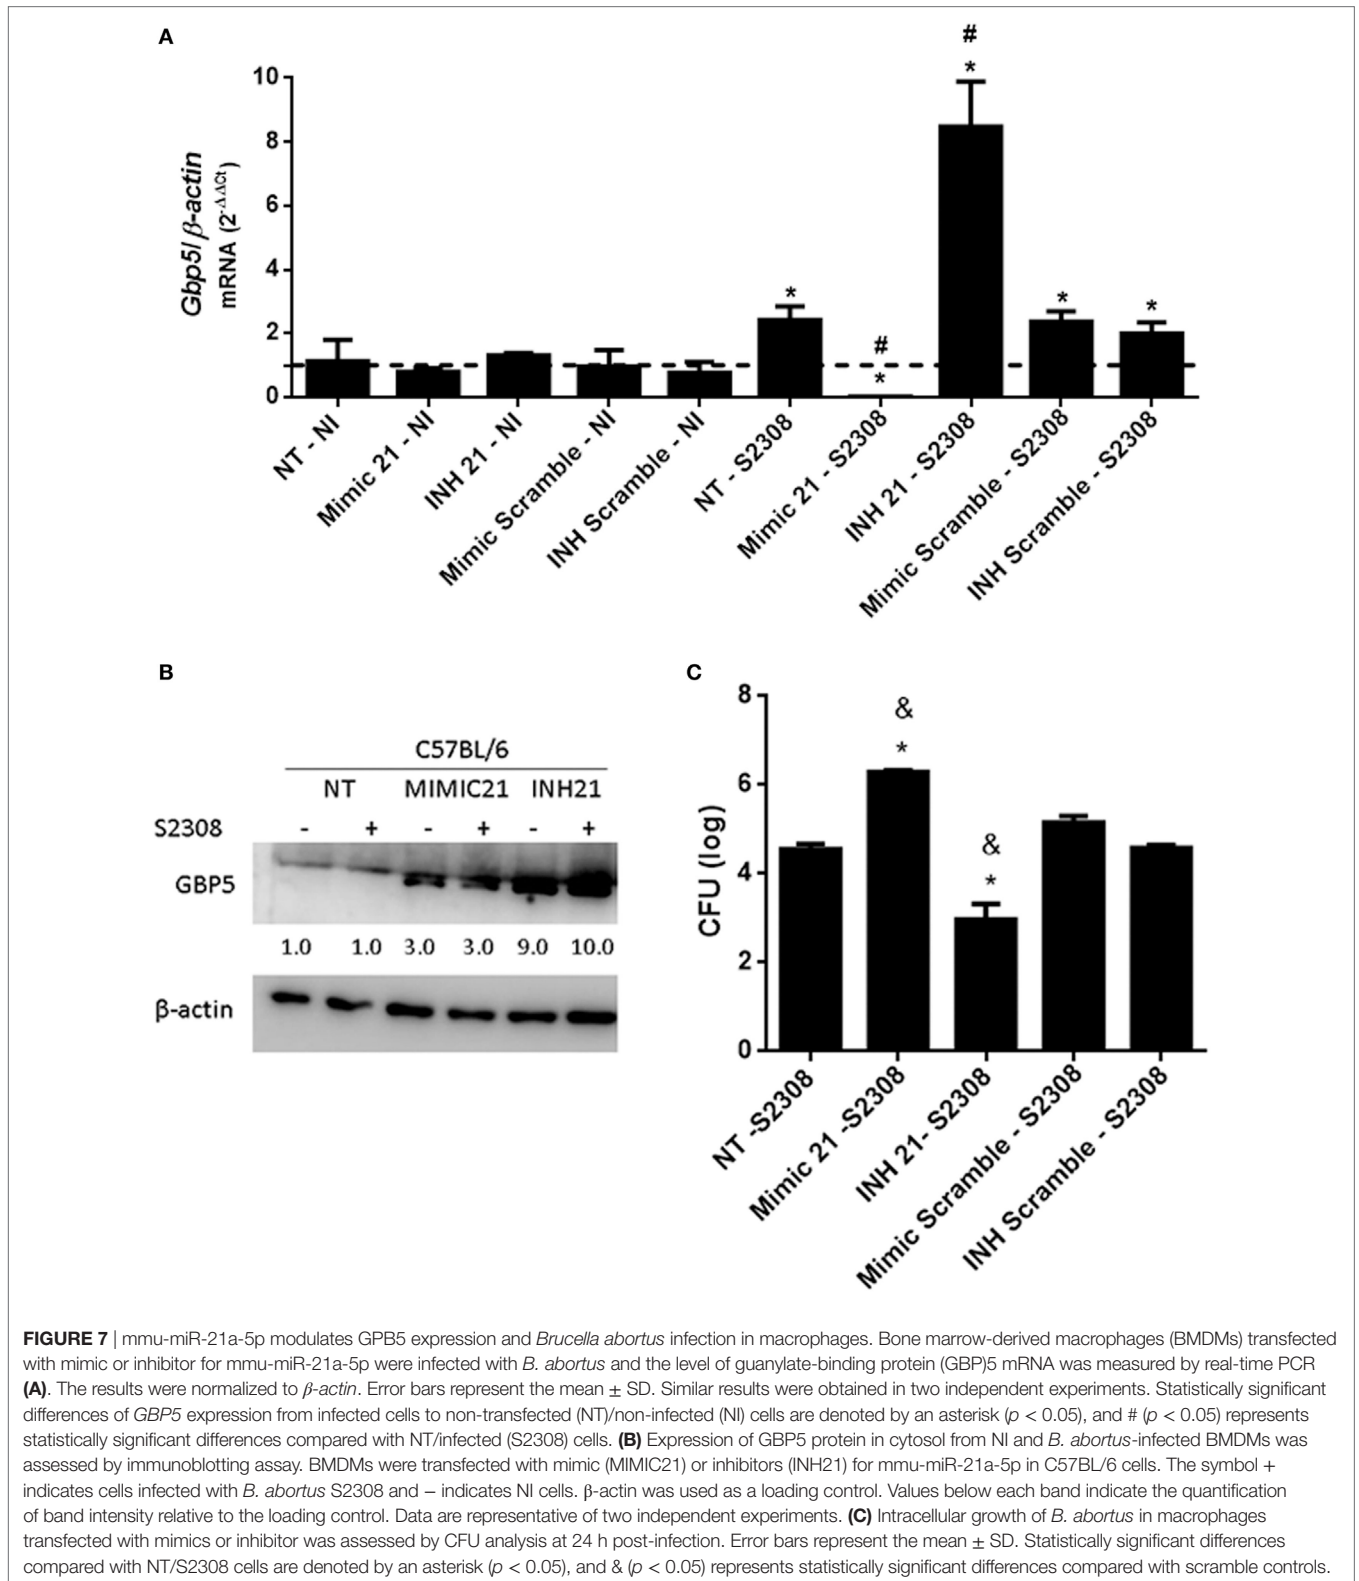 A
#
*
10
8
6
4
2
0
Gbp5/β-actin
mRNA (2-ΔΔCt)
*
#
*
*
*
NT - NI
Mimic 21 - NI
INH 21 - NI
Mimic Scramble - NI
INH Scramble - NI
NT - S2308
Mimic 21 - S2308
INH 21 - S2308
Mimic Scramble - S2308
INH Scramble - S2308
B
C57BL/6
NT MIMIC21 INH21
S2308 - + - + - +
GBP5
1.0 1.0 3.0 3.0 9.0 10.0
β-actin
C
8
6
4
2
0
CFU (log)
&
*
&
*
NT -S2308
Mimic 21 -S2308
INH 21- S2308
Mimic Scramble - S2308
INH Scramble - S2308
FIGURE 7 | mmu-miR-21a-5p modulates GPB5 expression and Brucella abortus infection in macrophages. Bone marrow-derived macrophages (BMDMs) transfected
with mimic or inhibitor for mmu-miR-21a-5p were infected with B. abortus and the level of guanylate-binding protein (GBP)5 mRNA was measured by real-time PCR
(A). The results were normalized to β-actin. Error bars represent the mean ± SD. Similar results were obtained in two independent experiments. Statistically significant
differences of GBP5 expression from infected cells to non-transfected (NT)/non-infected (NI) cells are denoted by an asterisk (p < 0.05), and # (p < 0.05) represents
statistically significant differences compared with NT/infected (S2308) cells. (B) Expression of GBP5 protein in cytosol from NI and B. abortus-infected BMDMs was
assessed by immunoblotting assay. BMDMs were transfected with mimic (MIMIC21) or inhibitors (INH21) for mmu-miR-21a-5p in C57BL/6 cells. The symbol +
indicates cells infected with B. abortus S2308 and − indicates NI cells. β-actin was used as a loading control. Values below each band indicate the quantification
of band intensity relative to the loading control. Data are representative of two independent experiments. (C) Intracellular growth of B. abortus in macrophages
transfected with mimics or inhibitor was assessed by CFU analysis at 24 h post-infection. Error bars represent the mean ± SD. Statistically significant differences
compared with NT/S2308 cells are denoted by an asterisk (p < 0.05), and & (p < 0.05) represents statistically significant differences compared with scramble controls.